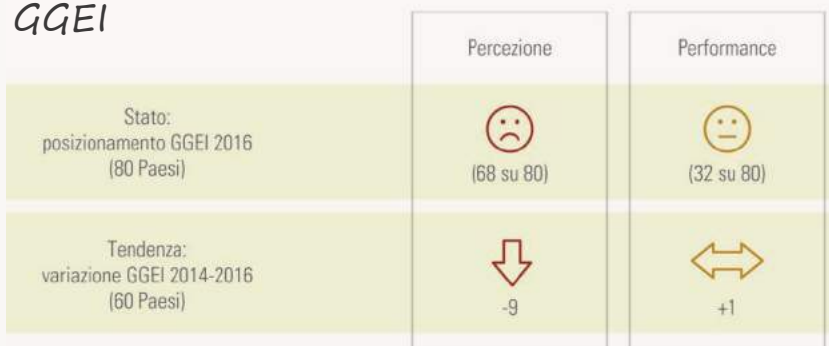 GGEI
Percezione
Performance
Stato:
posizionamento GGEI 2016
(80 Paesi)
(68 su 80)
(32 su 80)
Tendenza:
variazione GGEI 2014-2016
(60 Paesi)
-9
+1